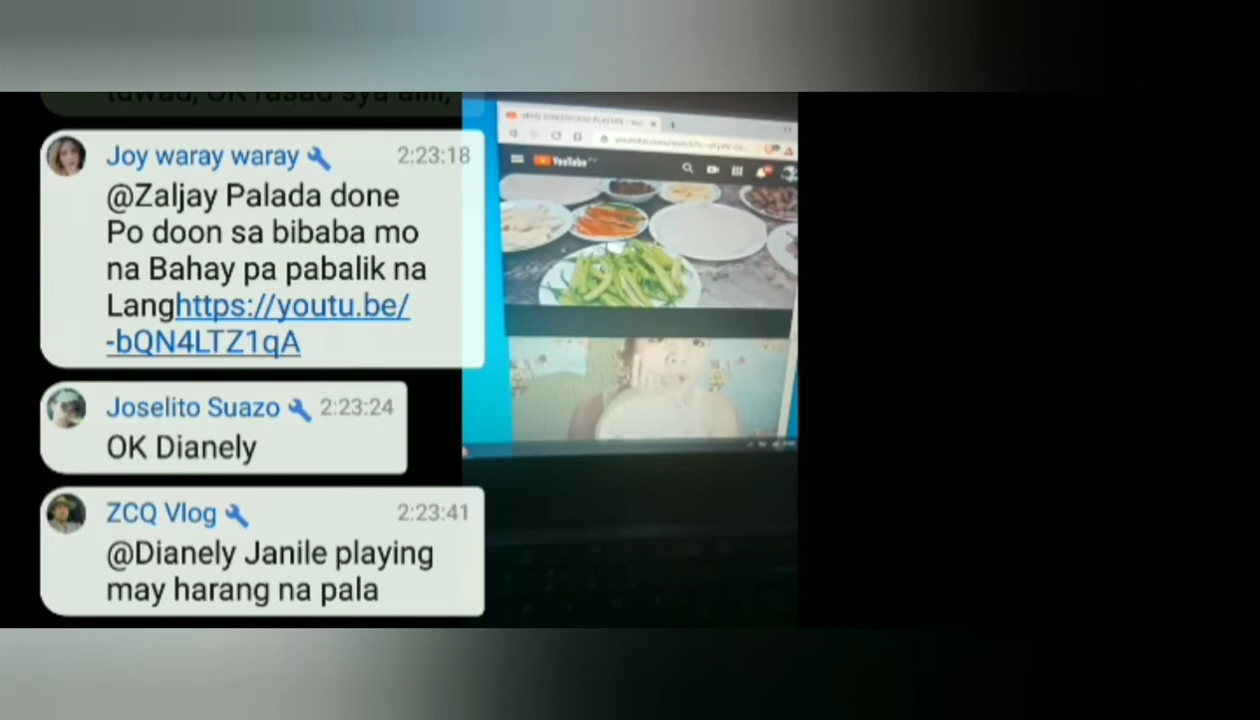 Joy waray waray 2:23:18
@Zaljay Palada done
Po doon sa bibaba mo
na Bahay pa pabalik na
Langhttps://youtu.be/
-bQN4LTZ1qA
Joselito Suazo 2:23:24
OK Dianely
ZCQ Vlog 2:23:41
@Dianely Janile playing
may harang na pala
YouTube